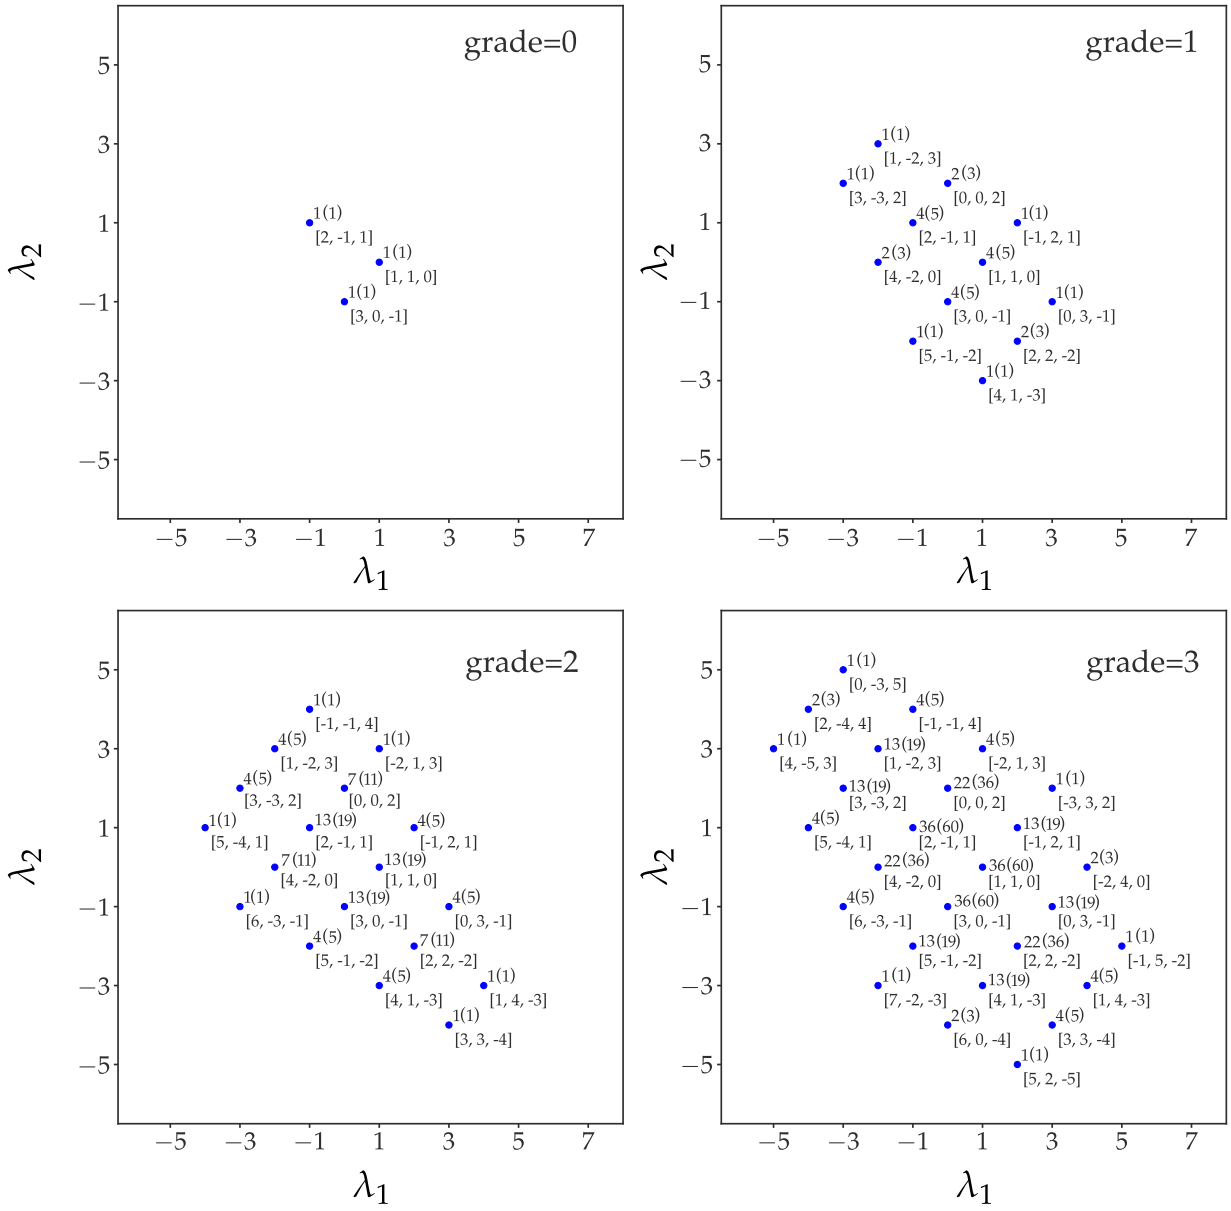 grade=0
5
3
1
−1
−3
−5
λ2
1(1)
[2, -1, 1]
1(1)
[1, 1, 0]
1(1)
[3, 0, -1]
−5 −3 −1 1 3 5 7
λ1
grade=1
5
3
1
−1
−3
−5
λ2
1(1)
[1, -2, 3]
1(1)
[3, -3, 2]
2(3)
[0, 0, 2]
4(5)
[2, -1, 1]
1(1)
[-1, 2, 1]
2(3)
[4, -2, 0]
4(5)
[1, 1, 0]
4(5)
[3, 0, -1]
1(1)
[0, 3, -1]
1(1)
[5, -1, -2]
2(3)
[2, 2, -2]
1(1)
[4, 1, -3]
−5 −3 −1 1 3 5 7
λ1
grade=2
5
3
1
−1
−3
−5
λ2
1(1)
[-1, -1, 4]
4(5)
[1, -2, 3]
1(1)
[-2, 1, 3]
4(5)
[3, -3, 2]
7(11)
[0, 0, 2]
1(1)
[5, -4, 1]
13(19)
[2, -1, 1]
4(5)
[-1, 2, 1]
7(11)
[4, -2, 0]
13(19)
[1, 1, 0]
1(1)
[6, -3, -1]
13(19)
[3, 0, -1]
4(5)
[0, 3, -1]
4(5)
[5, -1, -2]
7(11)
[2, 2, -2]
4(5)
[4, 1, -3]
1(1)
[1, 4, -3]
1(1)
[3, 3, -4]
−5 −3 −1 1 3 5 7
λ1
grade=3
5
3
1
−1
−3
−5
λ2
1(1)
[0, -3, 5]
2(3)
[2, -4, 4]
4(5)
[-1, -1, 4]
1(1)
[4, -5, 3]
13(19)
[1, -2, 3]
4(5)
[-2, 1, 3]
13(19)
[3, -3, 2]
22(36)
[0, 0, 2]
1(1)
[-3, 3, 2]
4(5)
[5, -4, 1]
36(60)
[2, -1, 1]
13(19)
[-1, 2, 1]
22(36)
[4, -2, 0]
36(60)
[1, 1, 0]
2(3)
[-2, 4, 0]
4(5)
[6, -3, -1]
36(60)
[3, 0, -1]
13(19)
[0, 3, -1]
13(19)
[5, -1, -2]
22(36)
[2, 2, -2]
1(1)
[-1, 5, -2]
1(1)
[7, -2, -3]
13(19)
[4, 1, -3]
4(5)
[1, 4, -3]
2(3)
[6, 0, -4]
4(5)
[3, 3, -4]
1(1)
[5, 2, -5]
−5 −3 −1 1 3 5 7
λ1